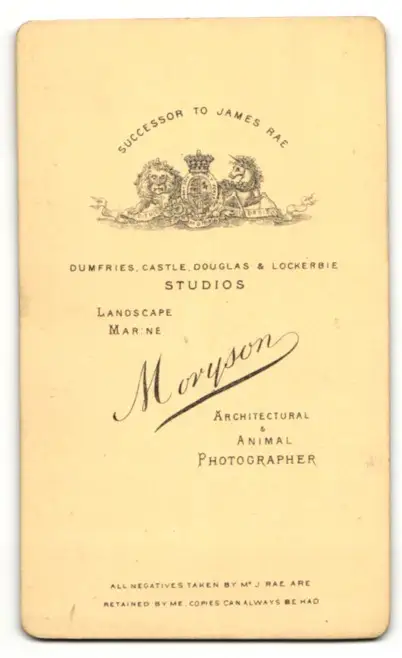 SUCCESSOR TO JAMES RAE
DUMFRIES, CASTLE, DOUGLAS & LOCKERBIE
STUDIOS
LANDSCAPE
MARINE
Moryson
ARCHITECTURAL
&
ANIMAL
PHOTOGRAPHER
ALL NEGATIVES TAKEN BY MR J RAE ARE
RETAINED BY ME, COPIES CAN ALWAYS BE HAD